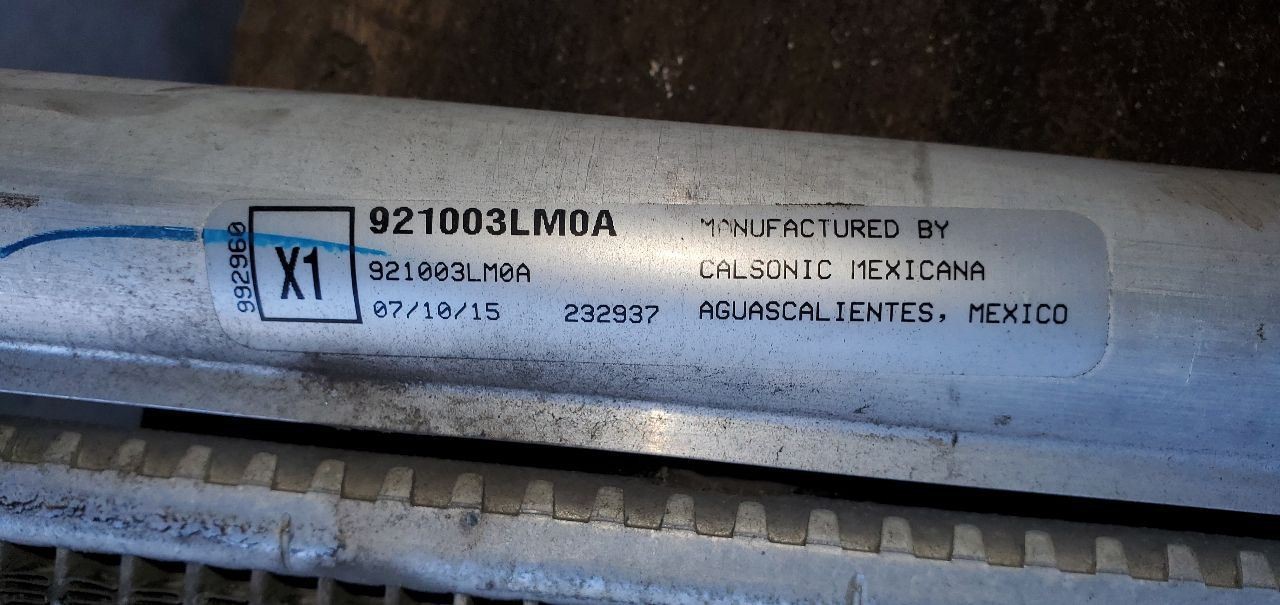 992960
X1
921003LM0A
921003LM0A
07/10/15 232937
MANUFACTURED BY
CALSONIC MEXICANA
AGUASCALIENTES, MEXICO